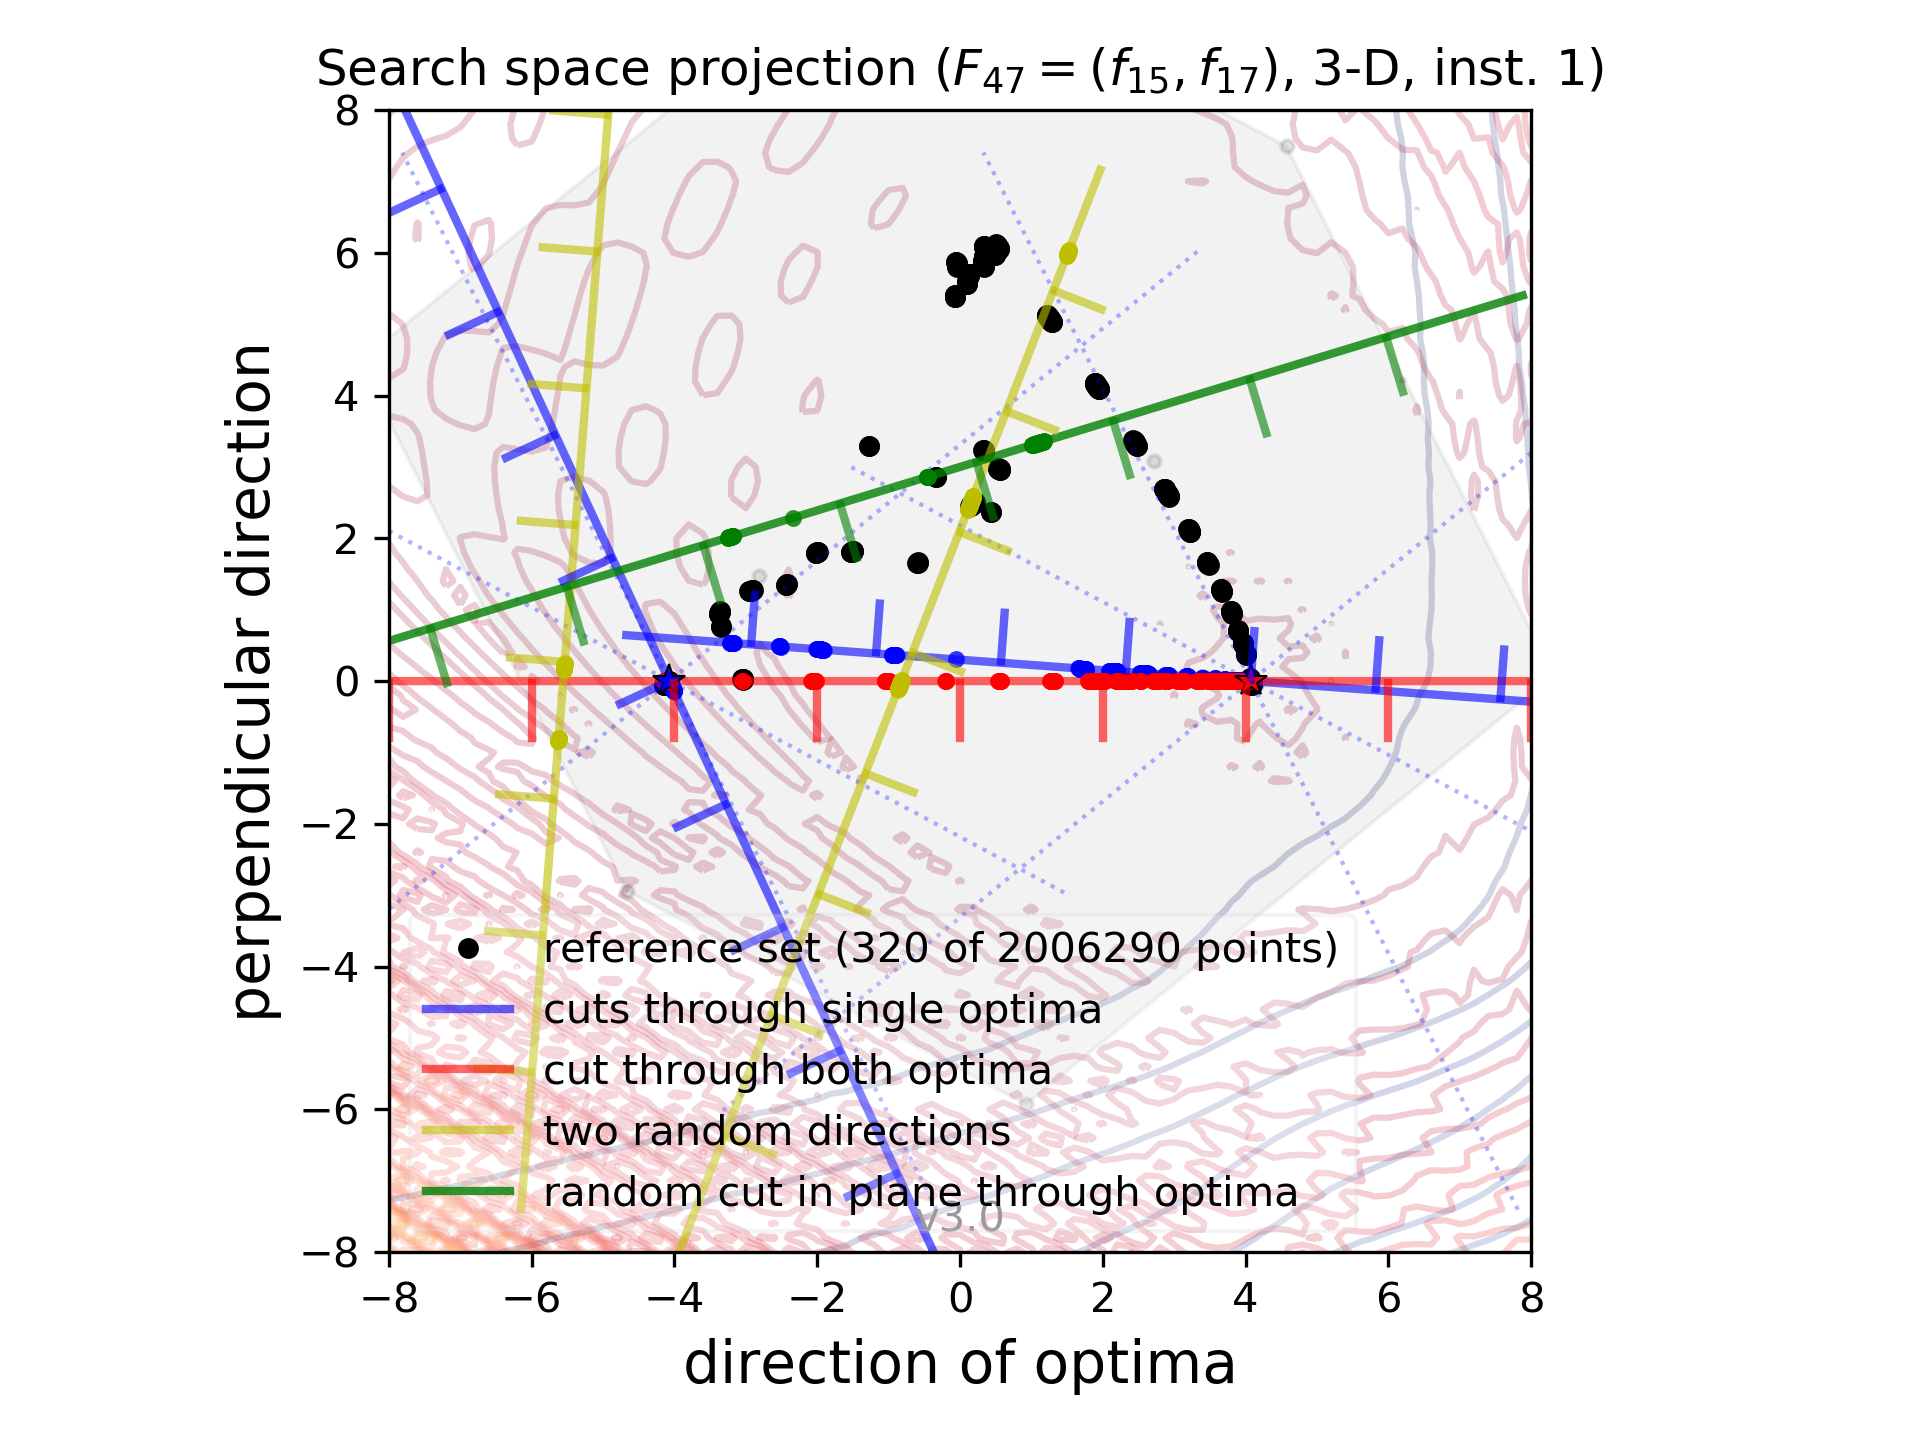 Search space projection (F47 = (f15, f17), 3-D, inst. 1)
8
6
4
2
0
−2
−4
−6
−8
perpendicular direction
reference set (320 of 2006290 points)
cuts through single optima
cut through both optima
two random directions
random cut in plane through optima
v3.0
−8 −6 −4 −2 0 2 4 6 8
direction of optima